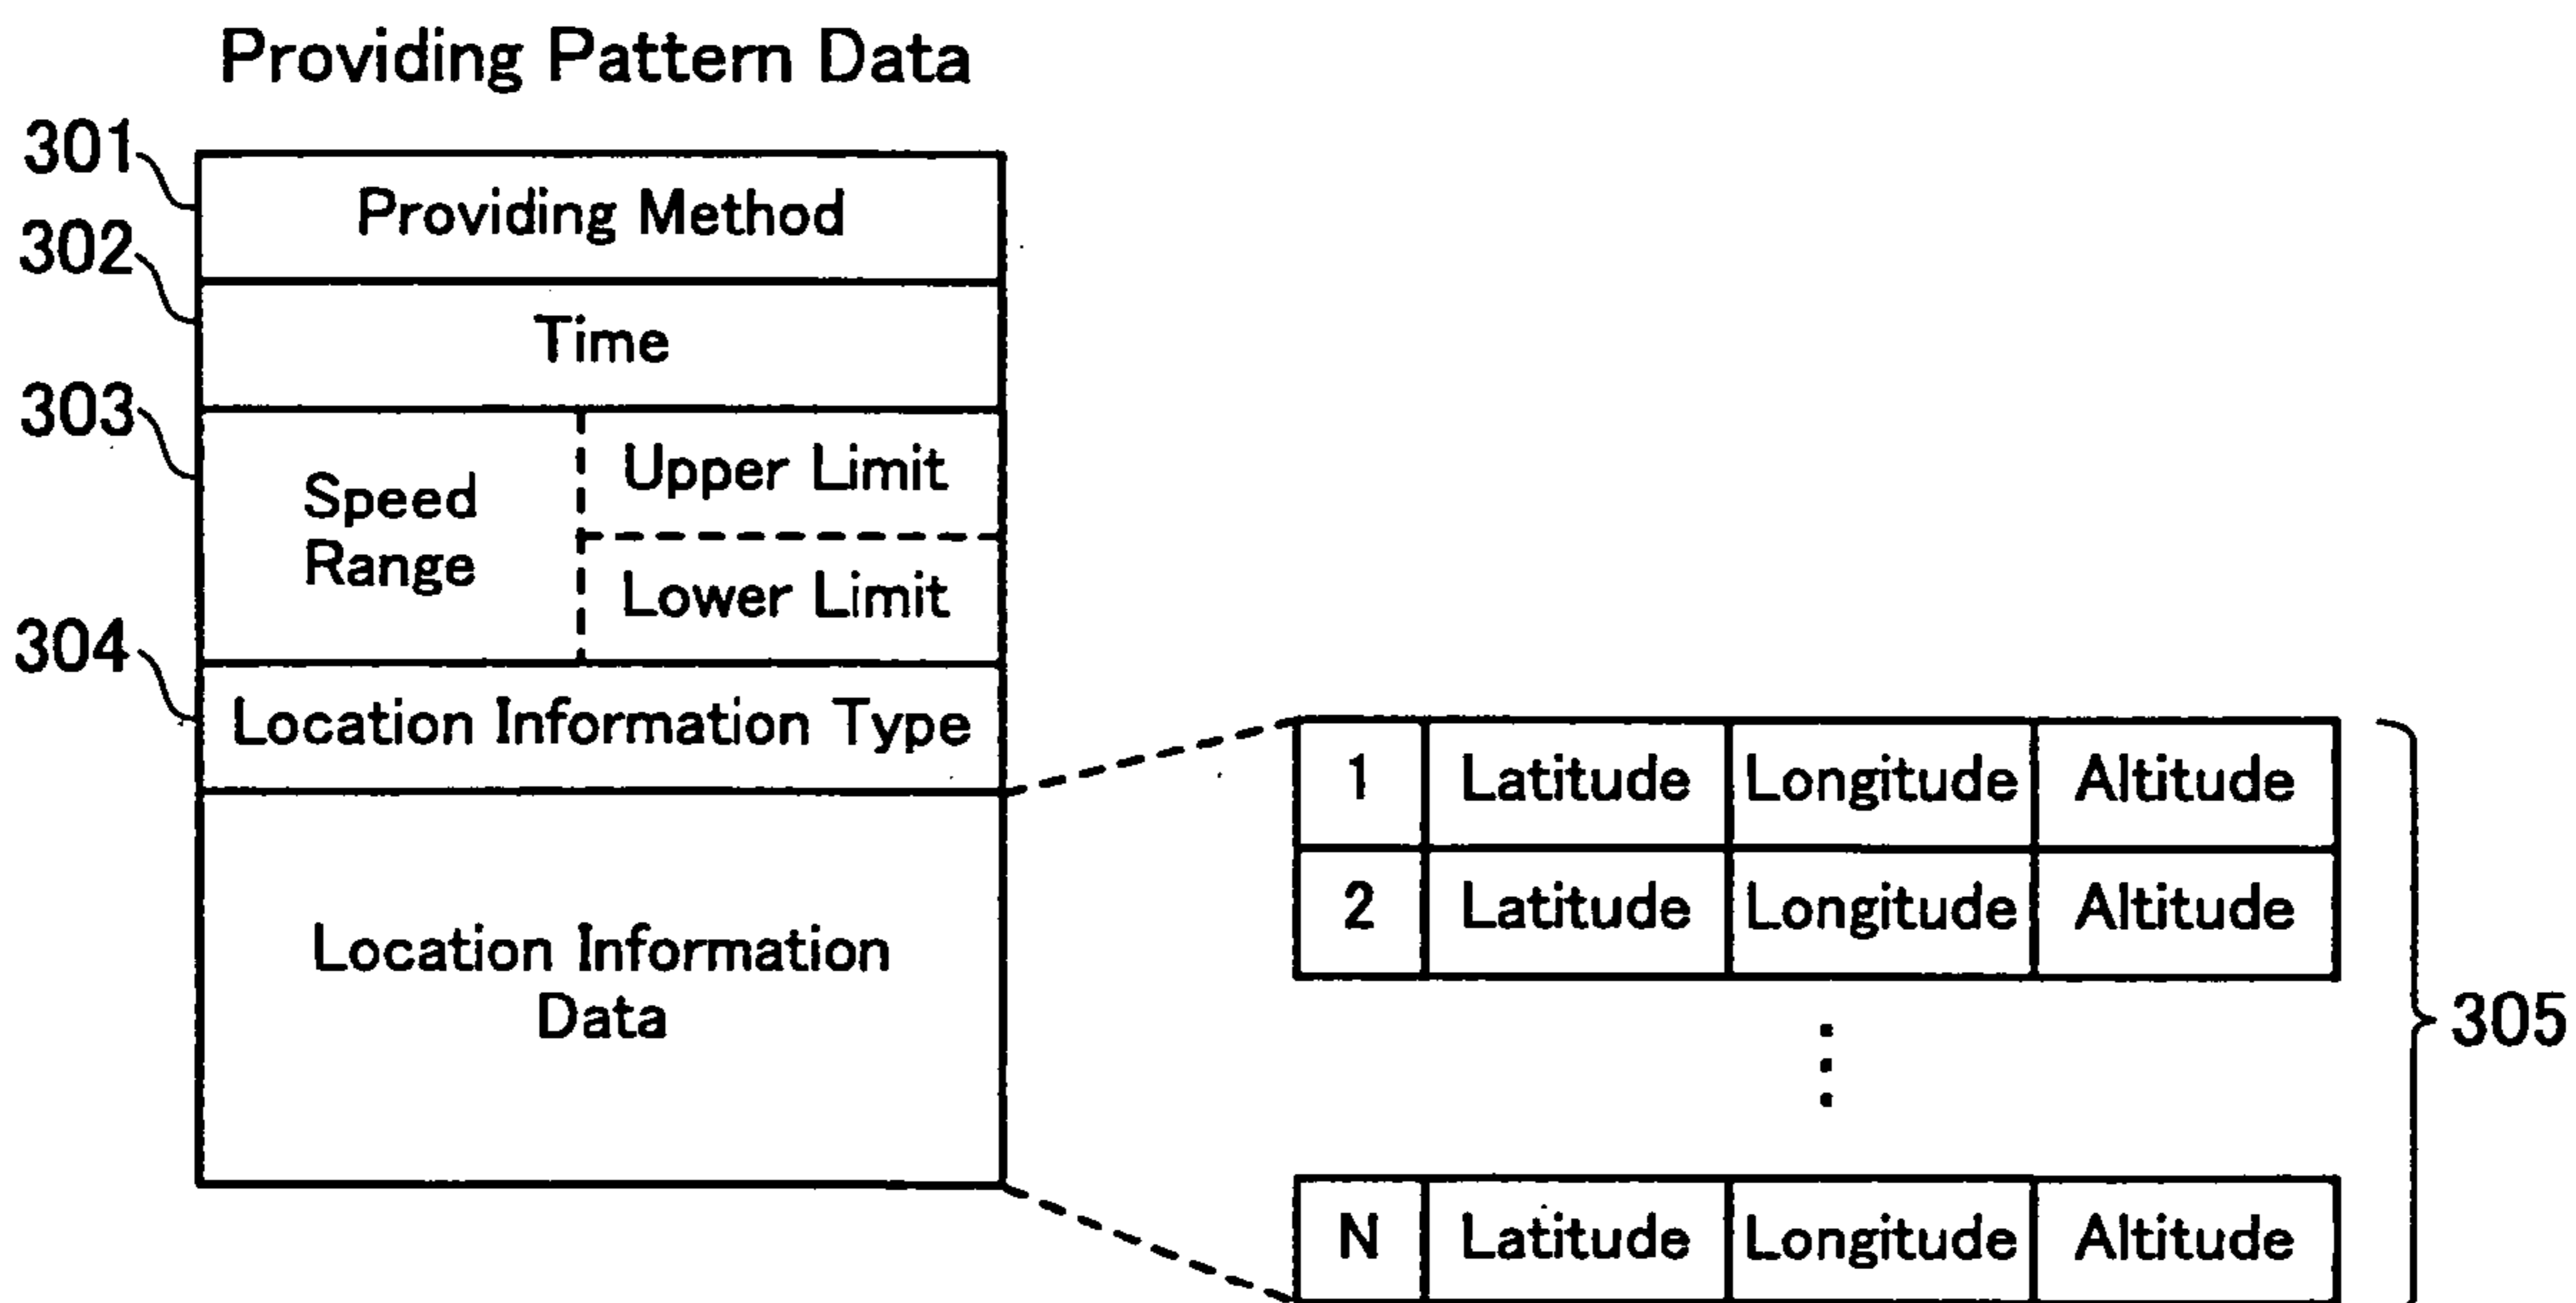 Providing Pattern Data
301
Providing Method
302
Time
303
Speed
Range
Upper Limit
Lower Limit
304
Location Information Type
Location Information
Data
1 Latitude Longitude Altitude
2 Latitude Longitude Altitude
N Latitude Longitude Altitude
305